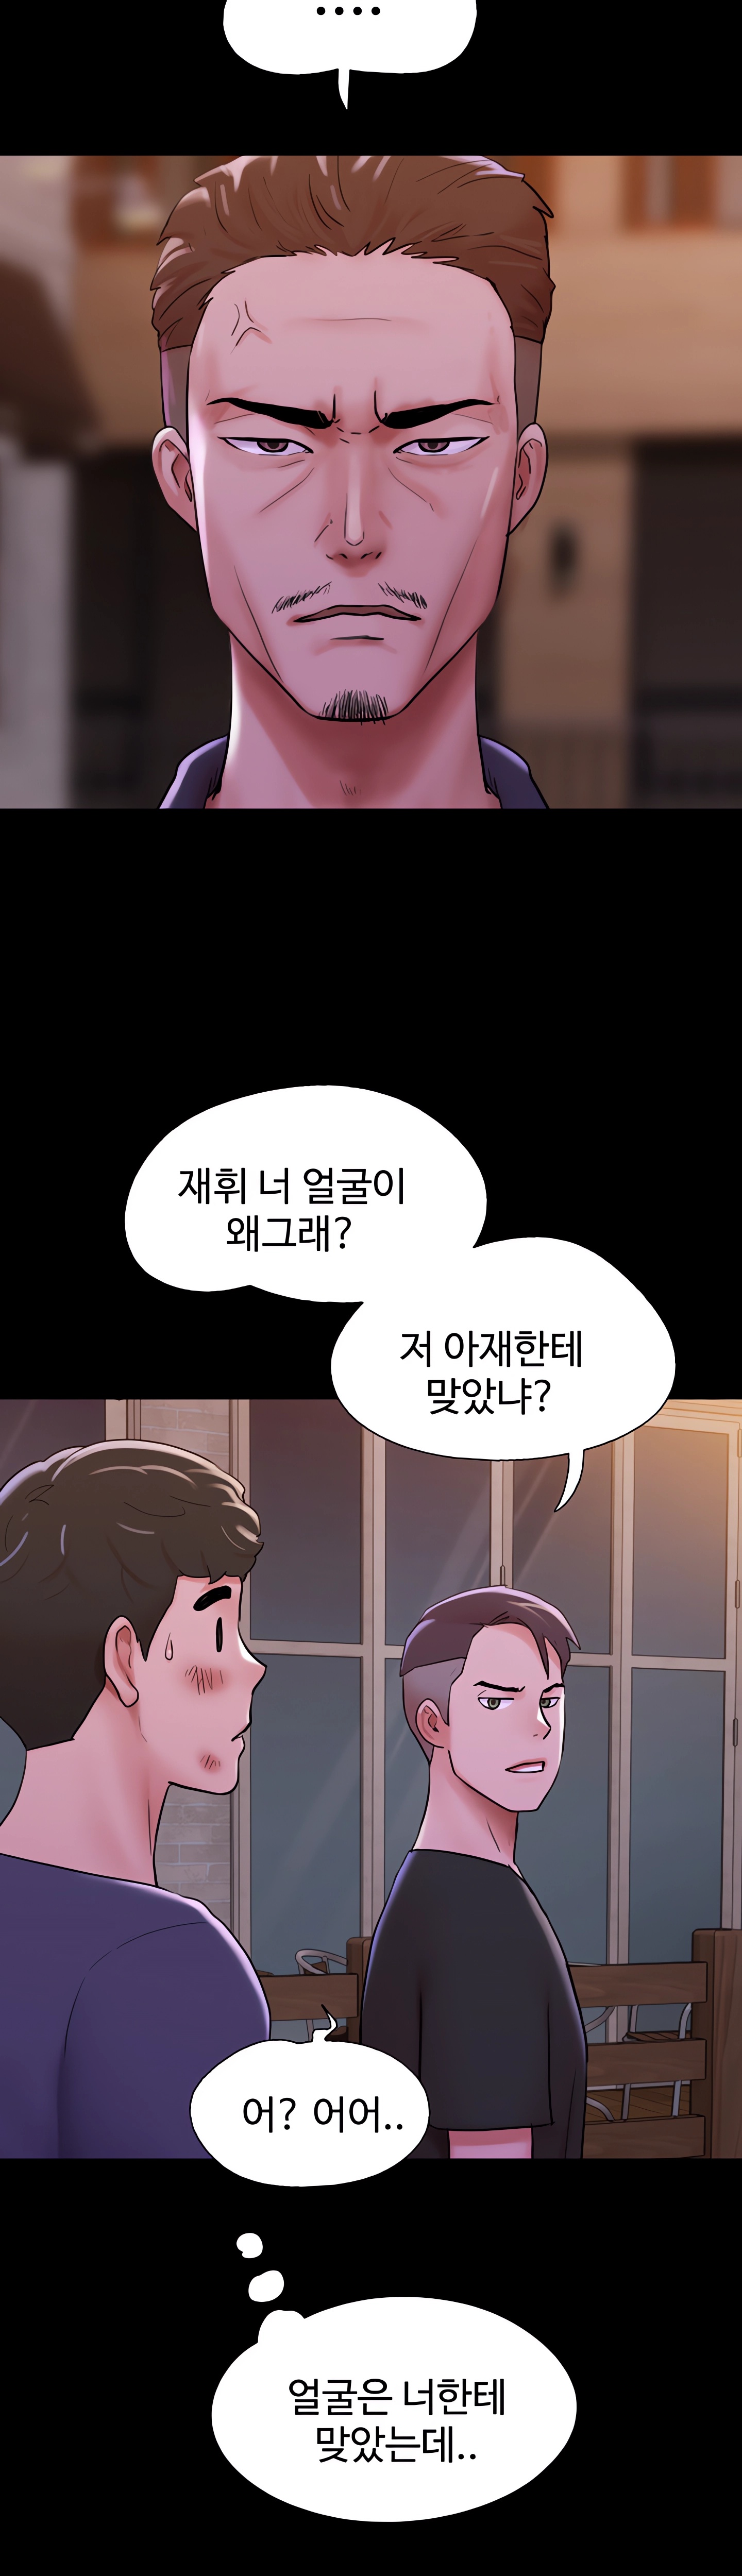 ....
재휘 너 얼굴이
왜그래?
저 아재한테
맞았냐?
어? 어어..
얼굴은 너한테
맞았는데..